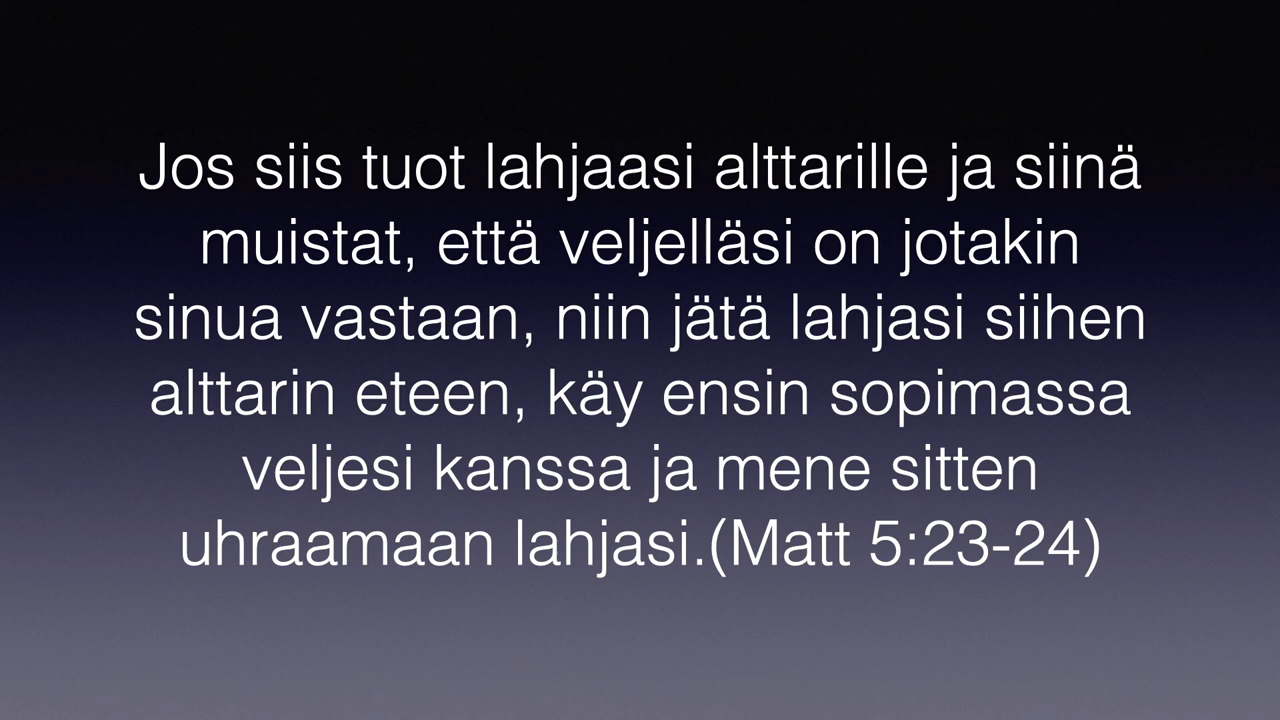 Jos siis tuot lahjaasi alttarille ja siinä
muistat, että veljelläsi on jotakin
sinua vastaan, niin jätä lahjasi siihen
alttarin eteen, käy ensin sopimassa
veljesi kanssa ja mene sitten
uhraamaan lahjasi.(Matt 5:23-24)